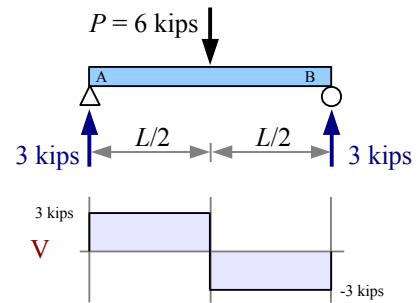 P = 6 kips
A B
L/2 L/2
3 kips 3 kips
3 kips
V
-3 kips